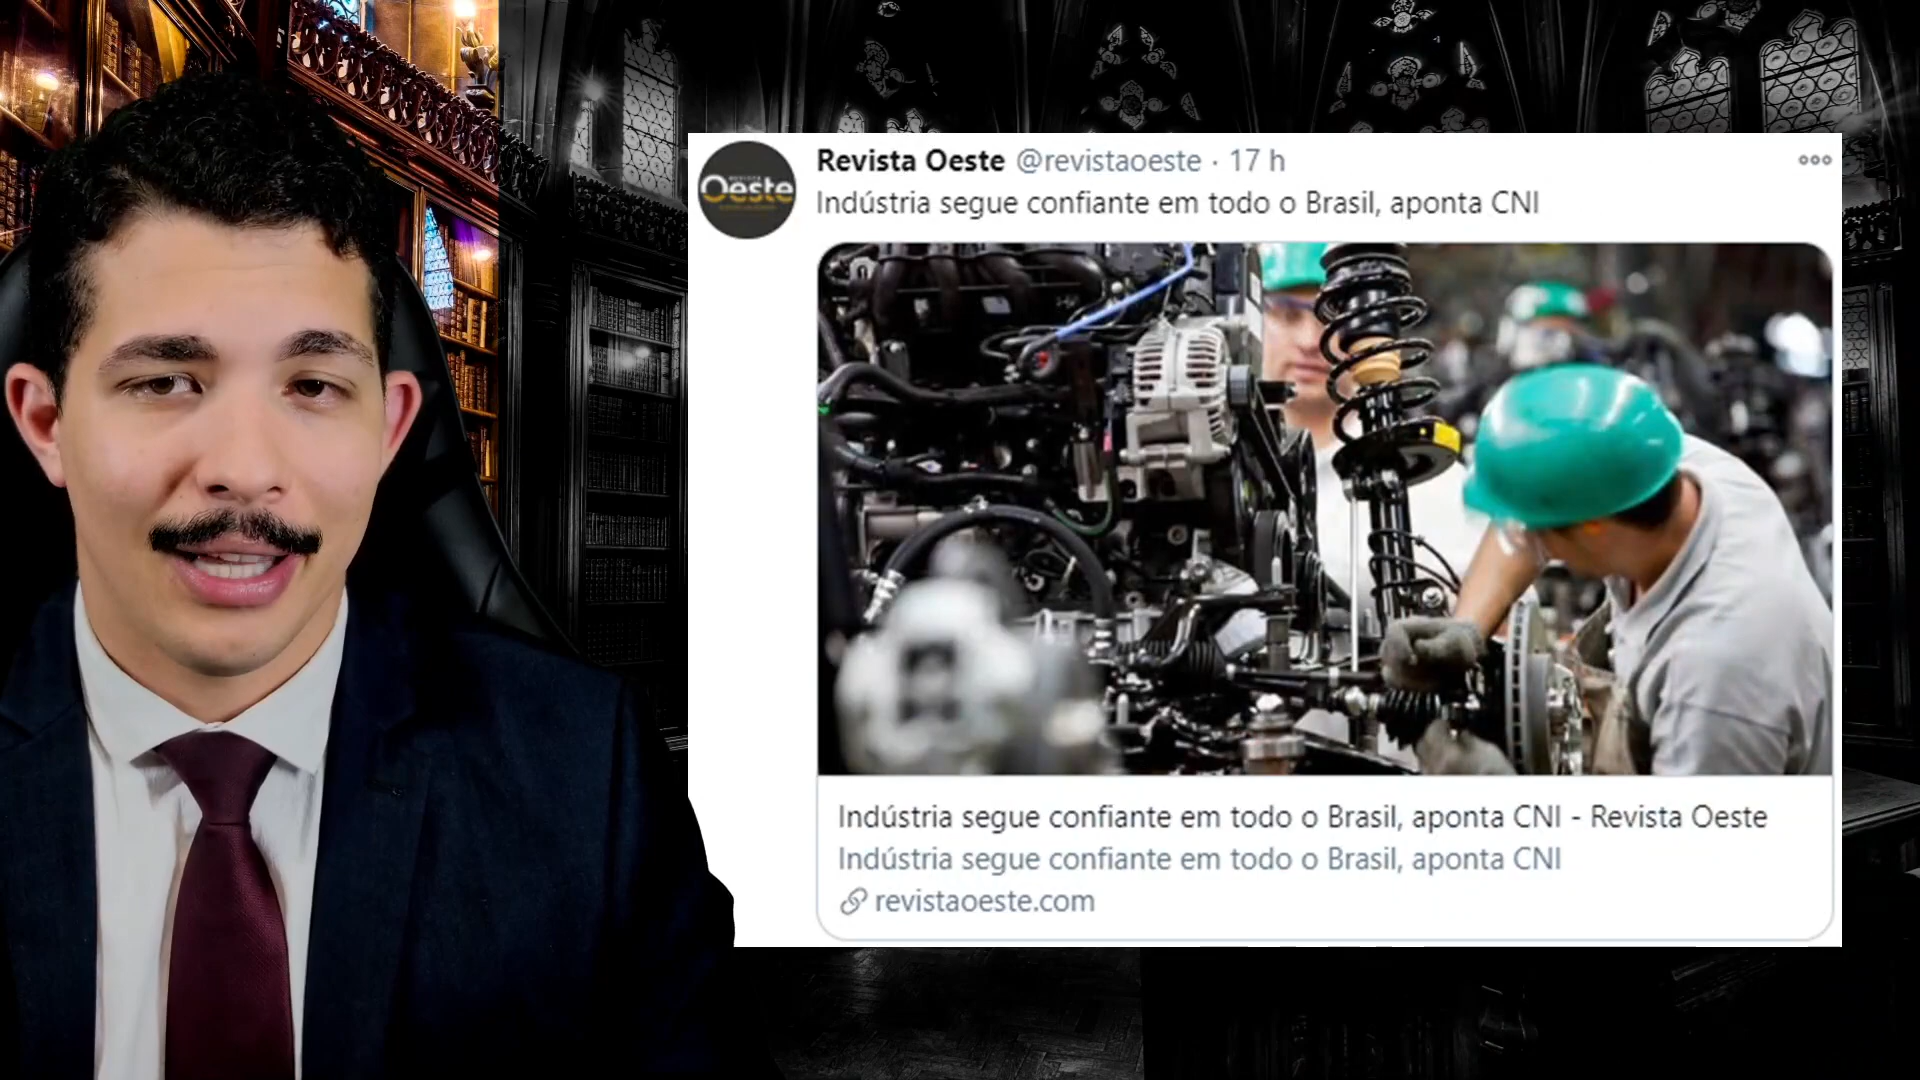 Revista Oeste @revistaoeste · 17 h
Indústria segue confiante em todo o Brasil, aponta CNI
Oeste
Indústria segue confiante em todo o Brasil, aponta CNI - Revista Oeste
Indústria segue confiante em todo o Brasil, aponta CNI
revistaoeste.com